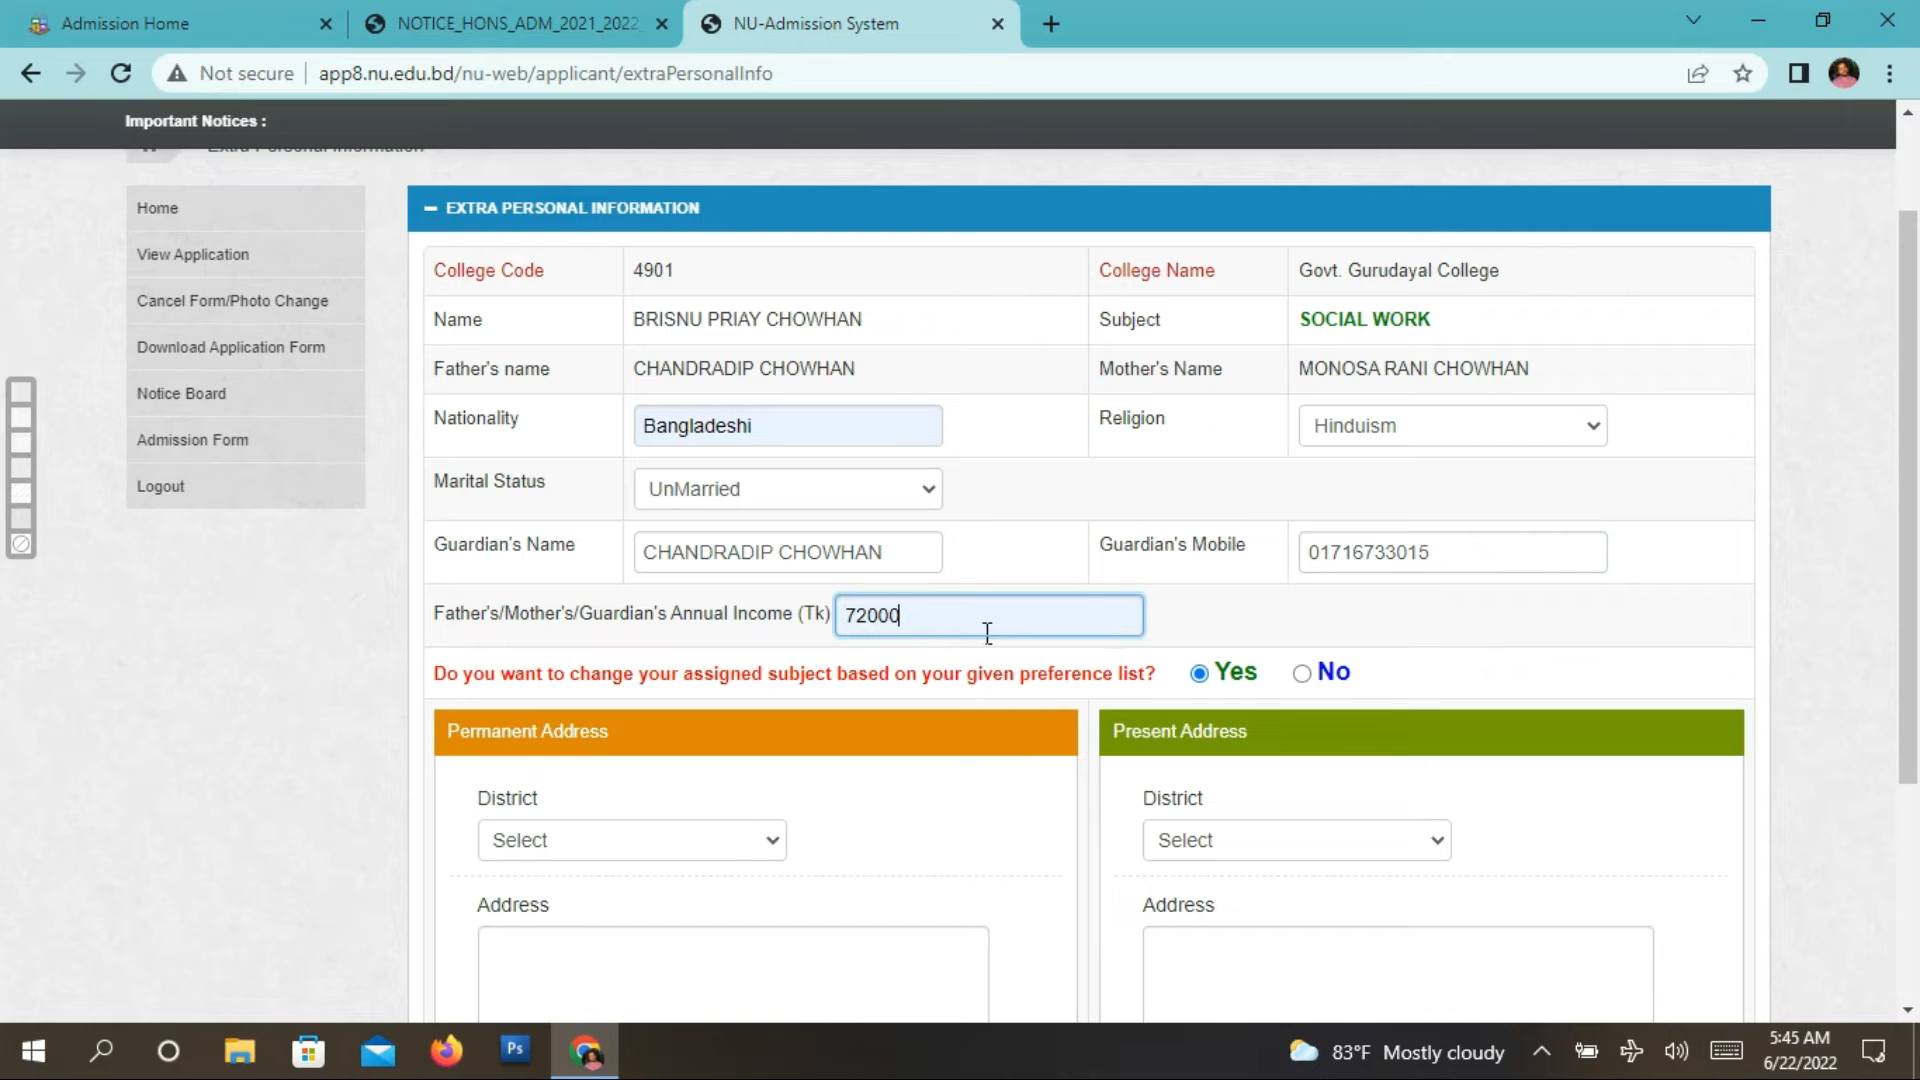 Admission Home
NOTICE_HONS_ADM_2021_2022
NU-Admission System
Not secure
app8.nu.edu.bd/nu-web/applicant/extraPersonalInfo
Important Notices :
Extra Personal Information
Home
View Application
Cancel Form/Photo Change
Download Application Form
Notice Board
Admission Form
Logout
EXTRA PERSONAL INFORMATION
College Code 4901 College Name Govt. Gurudayal College
Name BRISNU PRIAY CHOWHAN Subject SOCIAL WORK
Father's name CHANDRADIP CHOWHAN Mother's Name MONOSA RANI CHOWHAN
Nationality Bangladeshi Religion Hinduism
Marital Status UnMarried
Guardian's Name CHANDRADIP CHOWHAN Guardian's Mobile 01716733015
Father's/Mother's/Guardian's Annual Income (Tk) 72000
Do you want to change your assigned subject based on your given preference list? Yes No
Permanent Address
District
Select
Address
Present Address
District
Select
Address
Ps
83°F Mostly cloudy
5:45 AM
6/22/2022